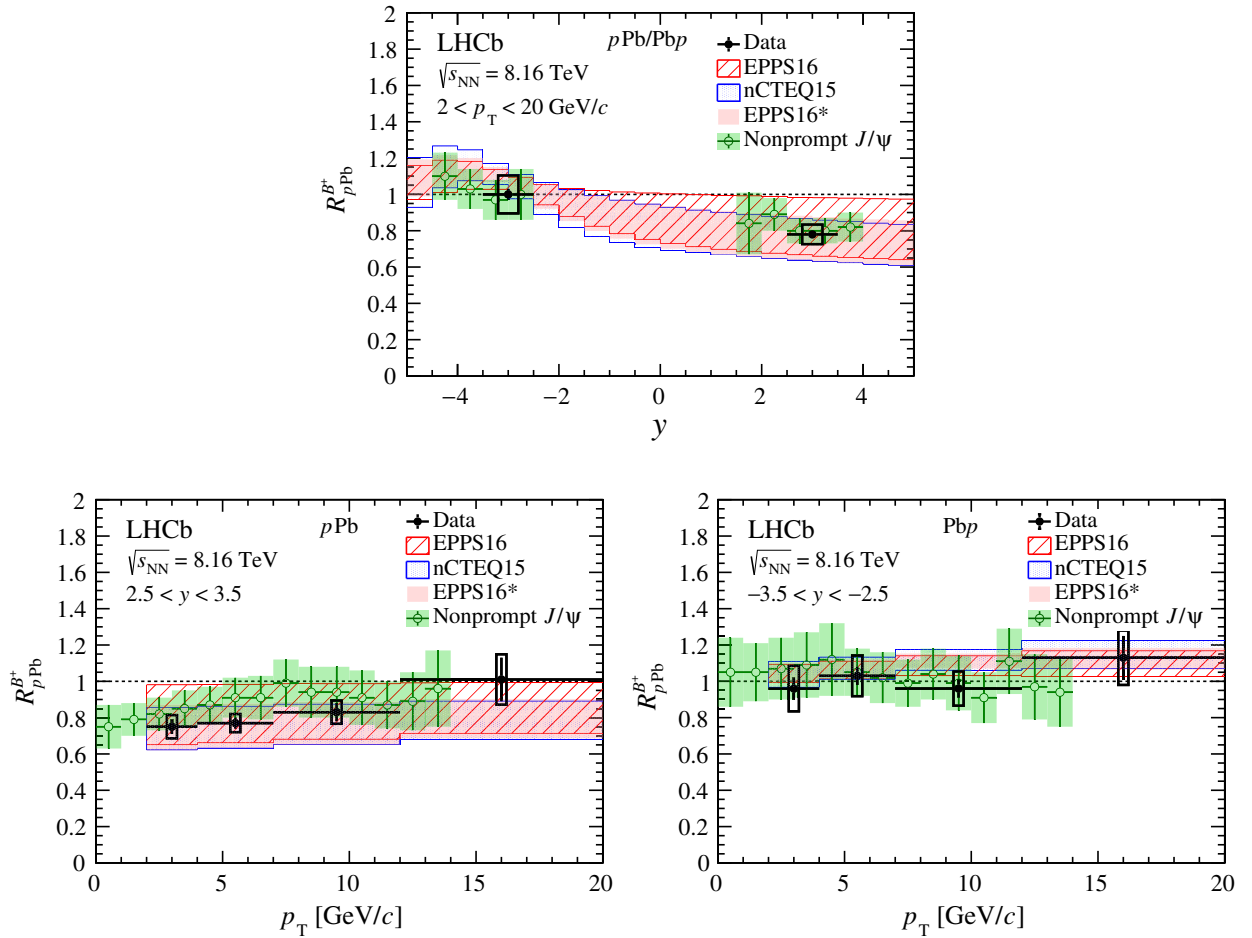 LHCb
pPb/Pbp
√sNN = 8.16 TeV
2 < pT < 20 GeV/c
Data
EPPS16
nCTEQ15
EPPS16*
Nonprompt J/ψ
2
1.8
1.6
1.4
1.2
1
0.8
0.6
0.4
0.2
0
R^{B+}_{pPb}
−4 −2 0 2 4
y
LHCb
pPb
√sNN = 8.16 TeV
2.5 < y < 3.5
Data
EPPS16
nCTEQ15
EPPS16*
Nonprompt J/ψ
2
1.8
1.6
1.4
1.2
1
0.8
0.6
0.4
0.2
0
R^{B+}_{pPb}
0 5 10 15 20
pT [GeV/c]
LHCb
Pbp
√sNN = 8.16 TeV
−3.5 < y < −2.5
Data
EPPS16
nCTEQ15
EPPS16*
Nonprompt J/ψ
2
1.8
1.6
1.4
1.2
1
0.8
0.6
0.4
0.2
0
R^{B+}_{pPb}
0 5 10 15 20
pT [GeV/c]